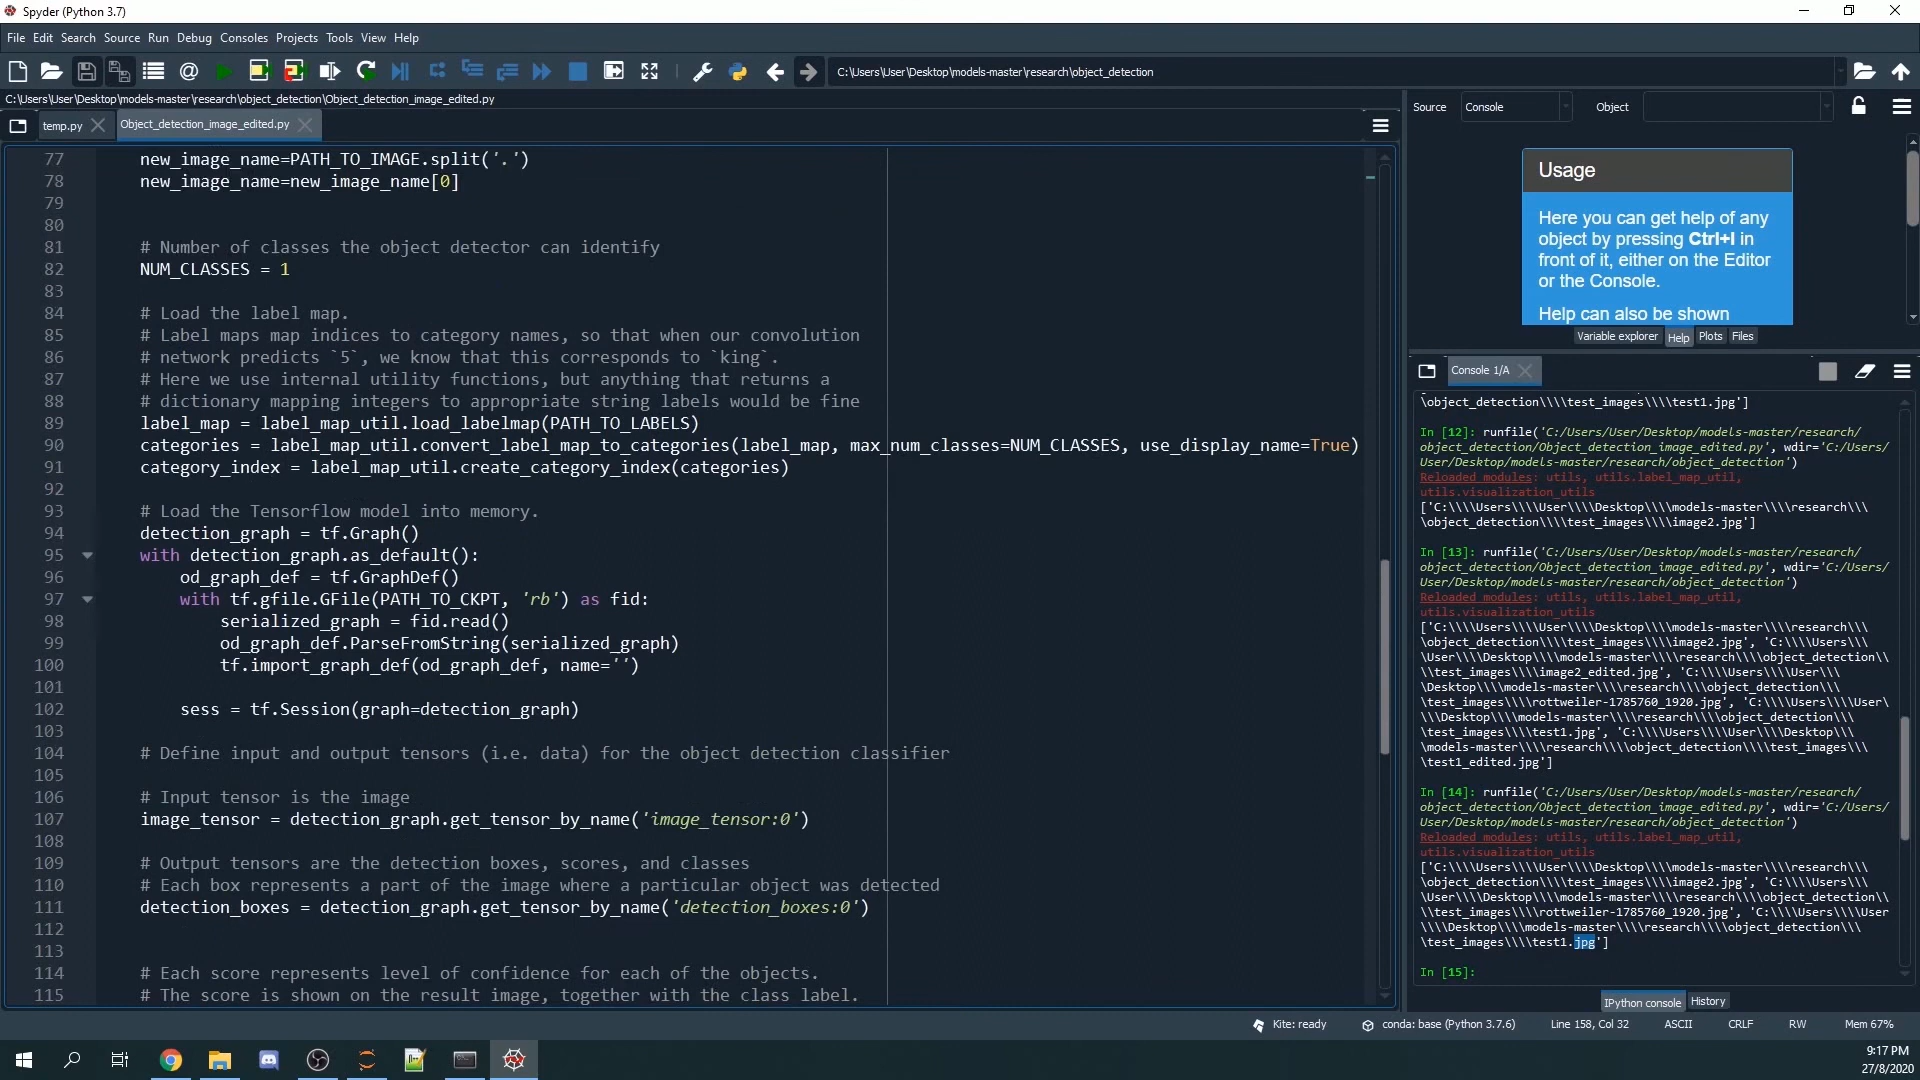 Spyder (Python 3.7)
File Edit Search Source Run Debug Consoles Projects Tools View Help
C:\Users\User\Desktop\models-master\research\object_detection
C:\Users\User\Desktop\models-master\research\object_detection\Object_detection_image_edited.py
temp.py
Object_detection_image_edited.py
77 new_image_name=PATH_TO_IMAGE.split('.')
78 new_image_name=new_image_name[0]
79
80
81 # Number of classes the object detector can identify
82 NUM_CLASSES = 1
83
84 # Load the label map.
85 # Label maps map indices to category names, so that when our convolution
86 # network predicts `5`, we know that this corresponds to `king`.
87 # Here we use internal utility functions, but anything that returns a
88 # dictionary mapping integers to appropriate string labels would be fine
89 label_map = label_map_util.load_labelmap(PATH_TO_LABELS)
90 categories = label_map_util.convert_label_map_to_categories(label_map, max_num_classes=NUM_CLASSES, use_display_name=True)
91 category_index = label_map_util.create_category_index(categories)
92
93 # Load the Tensorflow model into memory.
94 detection_graph = tf.Graph()
95 with detection_graph.as_default():
96 od_graph_def = tf.GraphDef()
97 with tf.gfile.GFile(PATH_TO_CKPT, 'rb') as fid:
98 serialized_graph = fid.read()
99 od_graph_def.ParseFromString(serialized_graph)
100 tf.import_graph_def(od_graph_def, name='')
101
102 sess = tf.Session(graph=detection_graph)
103
104 # Define input and output tensors (i.e. data) for the object detection classifier
105
106 # Input tensor is the image
107 image_tensor = detection_graph.get_tensor_by_name('image_tensor:0')
108
109 # Output tensors are the detection boxes, scores, and classes
110 # Each box represents a part of the image where a particular object was detected
111 detection_boxes = detection_graph.get_tensor_by_name('detection_boxes:0')
112
113
114 # Each score represents level of confidence for each of the objects.
115 # The score is shown on the result image, together with the class label.
Source Console Object
Usage
Here you can get help of any
object by pressing Ctrl+I in
front of it, either on the Editor
or the Console.
Help can also be shown
Variable explorer Help Plots Files
Console 1/A
\object_detection\\\\test_images\\\\test1.jpg']
In [12]: runfile('C:/Users/User/Desktop/models-master/research/
object_detection/Object_detection_image_edited.py', wdir='C:/Users/
User/Desktop/models-master/research/object_detection')
Reloaded modules: utils, utils.label_map_util,
utils.visualization_utils
['C:\\\\Users\\\\User\\\\Desktop\\\\models-master\\\\research\\\
\object_detection\\\\test_images\\\\image2.jpg']
In [13]: runfile('C:/Users/User/Desktop/models-master/research/
object_detection/Object_detection_image_edited.py', wdir='C:/Users/
User/Desktop/models-master/research/object_detection')
Reloaded modules: utils, utils.label_map_util,
utils.visualization_utils
['C:\\\\Users\\\\User\\\\Desktop\\\\models-master\\\\research\\\
\object_detection\\\\test_images\\\\image2.jpg', 'C:\\\\Users\\\
\User\\\\Desktop\\\\models-master\\\\research\\\\object_detection\\
\\test_images\\\\image2_edited.jpg', 'C:\\\\Users\\\\User\\\
\Desktop\\\\models-master\\\\research\\\\object_detection\\\
\test_images\\\\rottweiler-1785760_1920.jpg', 'C:\\\\Users\\\\User\
\\\Desktop\\\\models-master\\\\research\\\\object_detection\\\
\test_images\\\\test1.jpg', 'C:\\\\Users\\\\User\\\\Desktop\\\
\models-master\\\\research\\\\object_detection\\\\test_images\\\
\test1_edited.jpg']
In [14]: runfile('C:/Users/User/Desktop/models-master/research/
object_detection/Object_detection_image_edited.py', wdir='C:/Users/
User/Desktop/models-master/research/object_detection')
Reloaded modules: utils, utils.label_map_util,
utils.visualization_utils
['C:\\\\Users\\\\User\\\\Desktop\\\\models-master\\\\research\\\
\object_detection\\\\test_images\\\\image2.jpg', 'C:\\\\Users\\\
\User\\\\Desktop\\\\models-master\\\\research\\\\object_detection\\
\\test_images\\\\rottweiler-1785760_1920.jpg', 'C:\\\\Users\\\\User
\\\\Desktop\\\\models-master\\\\research\\\\object_detection\\\
\test_images\\\\test1.jpg']
In [15]:
IPython console History
Kite: ready conda: base (Python 3.7.6) Line 158, Col 32 ASCII CRLF RW Mem 67%
9:17 PM
27/8/2020